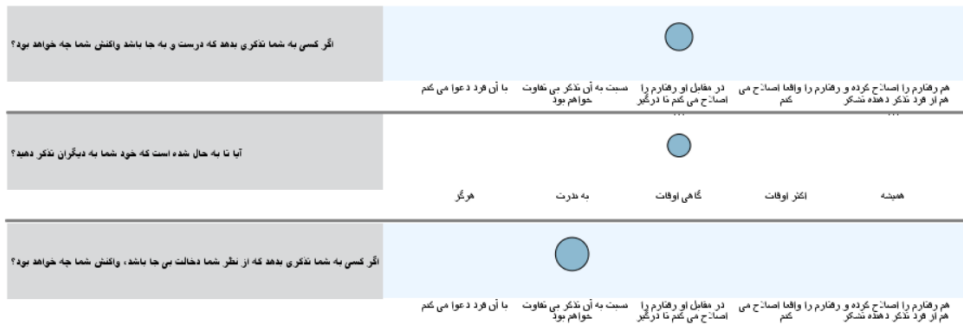 اگر کسی به شما تذکری بدهد که درست و به جا باشد واکنش شما چه خواهد بود؟
با آن فرد دعوا می کنم
نسبت به آن تذکر بی تفاوت
خواهم بود
در مقابل او رفتارم را
اصلاح می کنم تا درگیر
...
رفتارم را واقعا اصلاح می
کنم
هم رفتارم را اصلاح کرده و
هم از فرد تذکر دهنده تشکر
...
آیا تا به حال شده است که خود شما به دیگران تذکر دهید؟
هرگز
به ندرت
گاهی اوقات
اکثر اوقات
همیشه
اگر کسی به شما تذکری بدهد که از نظر شما دخالت بی جا باشد، واکنش شما چه خواهد بود؟
با آن فرد دعوا می کنم
نسبت به آن تذکر بی تفاوت
خواهم بود
در مقابل او رفتارم را
اصلاح می کنم تا درگیر
رفتارم را واقعا اصلاح می
کنم
هم رفتارم را اصلاح کرده و
هم از فرد تذکر دهنده تشکر